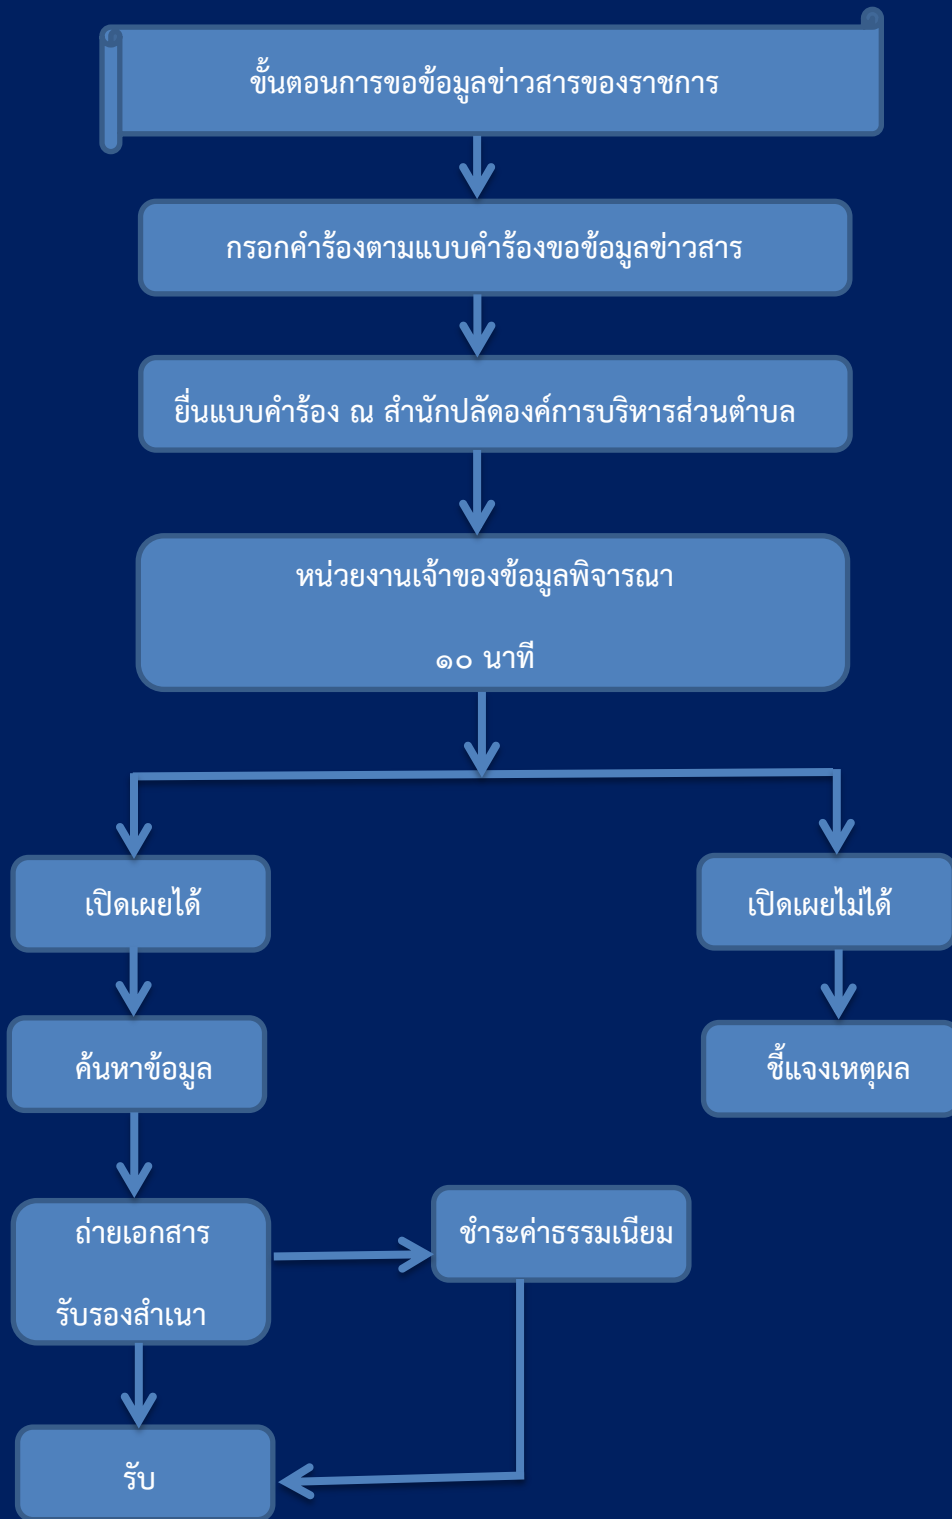 ขั้นตอนการขอข้อมูลข่าวสารของราชการ
กรอกคำร้องตามแบบคำร้องขอข้อมูลข่าวสาร
ยื่นแบบคำร้อง ณ สำนักปลัดองค์การบริหารส่วนตำบล
หน่วยงานเจ้าของข้อมูลพิจารณา
๑๐ นาที
เปิดเผยได้
เปิดเผยไม่ได้
ค้นหาข้อมูล
ชี้แจงเหตุผล
ถ่ายเอกสาร
รับรองสำเนา
ชำระค่าธรรมเนียม
รับ